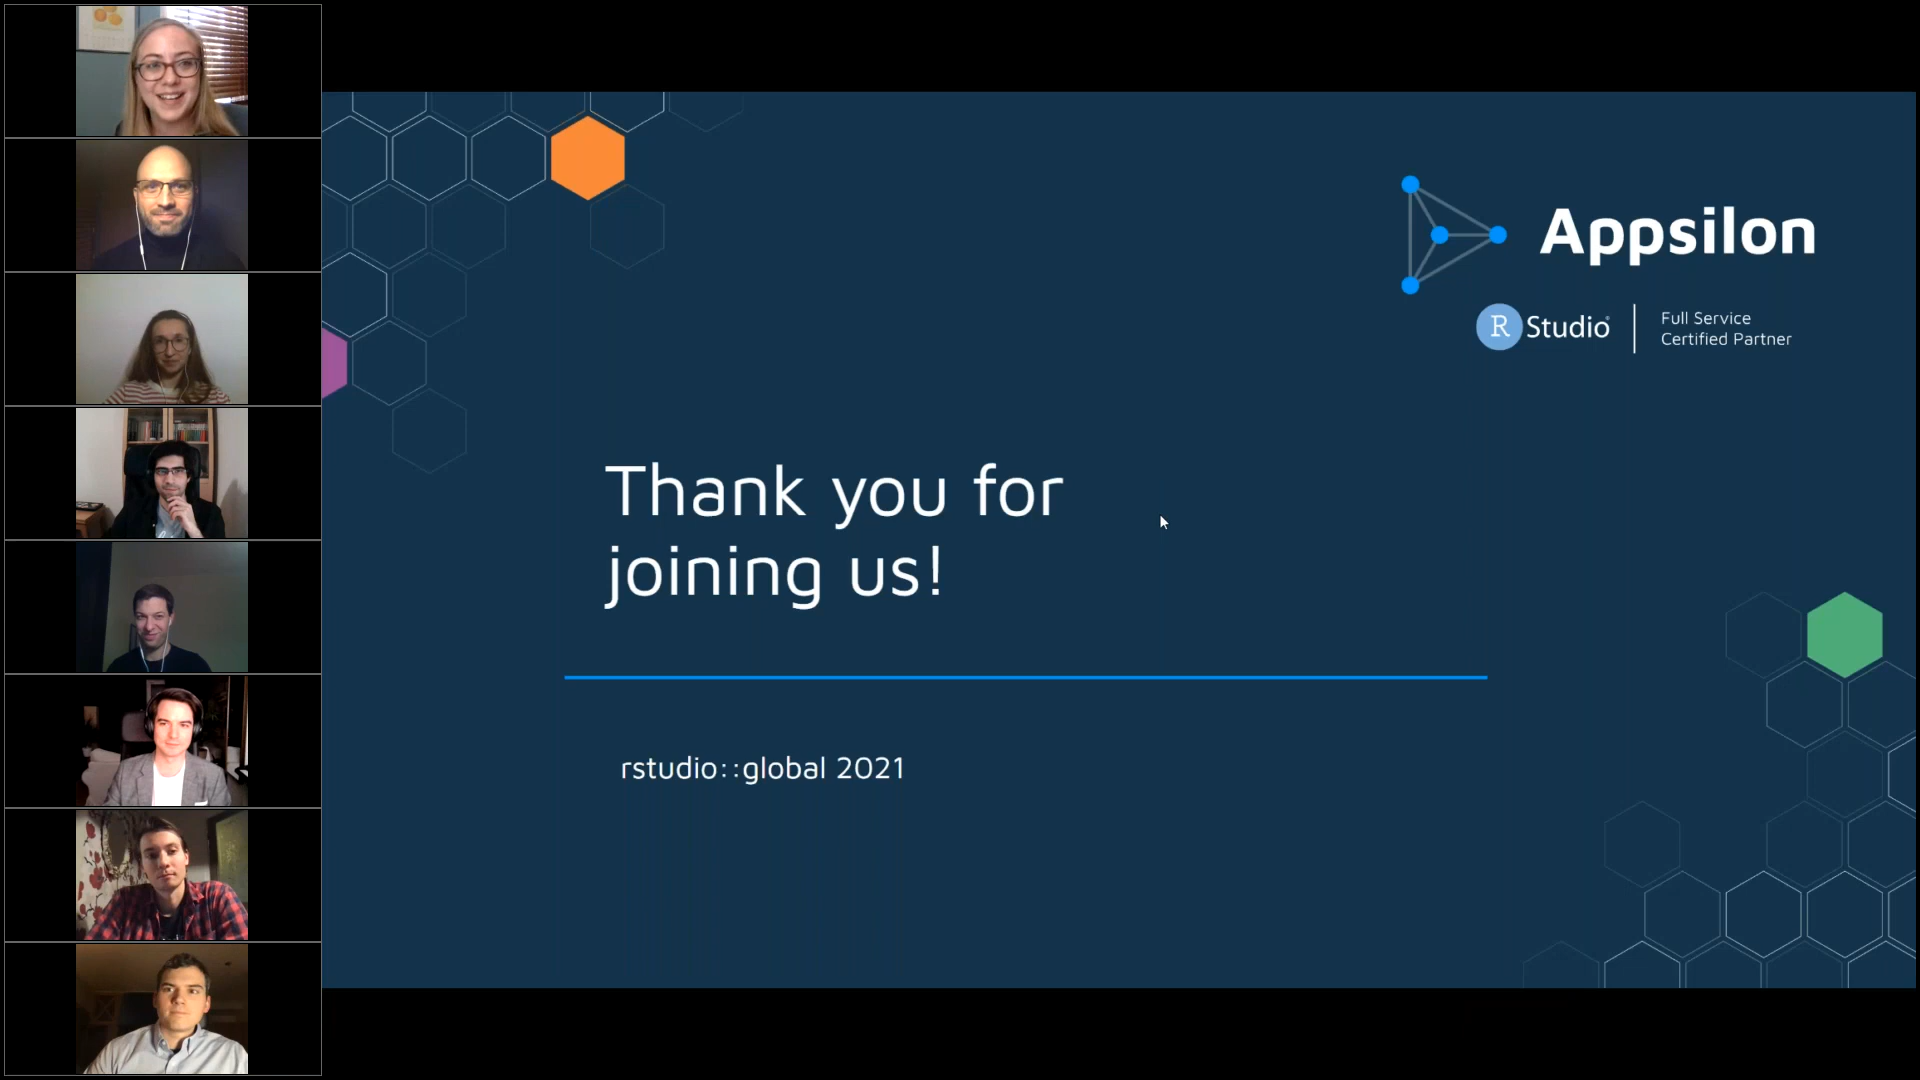 Appsilon
R Studio
Full Service
Certified Partner
Thank you for
joining us!
rstudio::global 2021